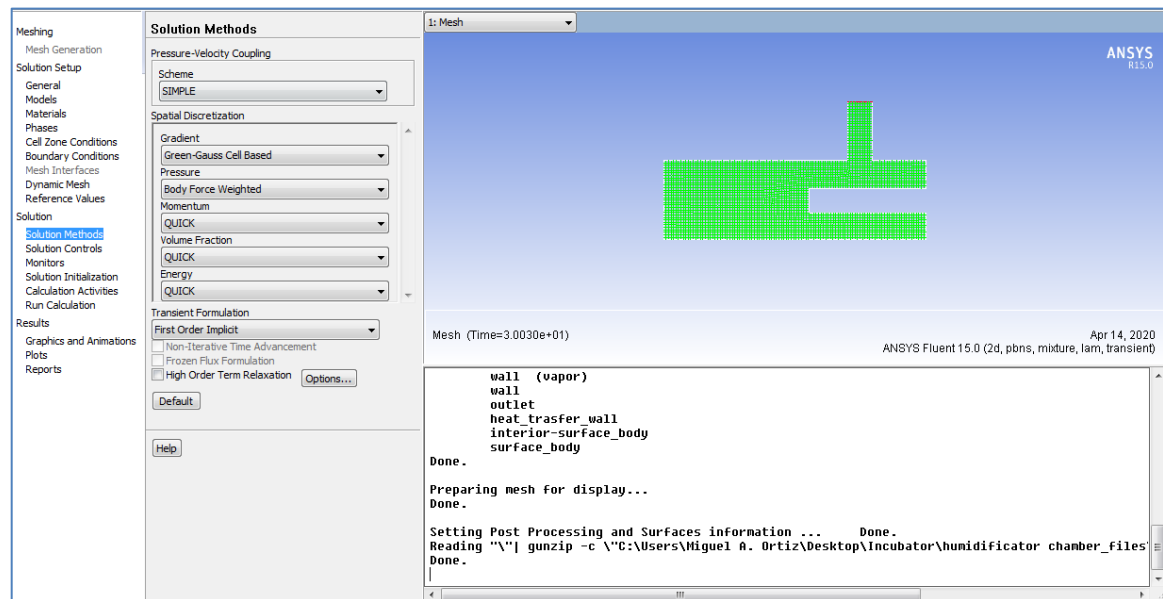 Meshing
Mesh Generation
Solution Setup
General
Models
Materials
Phases
Cell Zone Conditions
Boundary Conditions
Mesh Interfaces
Dynamic Mesh
Reference Values
Solution
Solution Methods
Solution Controls
Monitors
Solution Initialization
Calculation Activities
Run Calculation
Results
Graphics and Animations
Plots
Reports
Solution Methods
Pressure-Velocity Coupling
Scheme
SIMPLE
Spatial Discretization
Gradient
Green-Gauss Cell Based
Pressure
Body Force Weighted
Momentum
QUICK
Volume Fraction
QUICK
Energy
QUICK
Transient Formulation
First Order Implicit
Non-Iterative Time Advancement
Frozen Flux Formulation
High Order Term Relaxation Options...
Default
Help
1: Mesh
ANSYS
R15.0
Mesh (Time=3.0030e+01)
Apr 14, 2020
ANSYS Fluent 15.0 (2d, pbns, mixture, lam, transient)
wall (vapor)
wall
outlet
heat_trasfer_wall
interior-surface_body
surface_body
Done.
Preparing mesh for display...
Done.
Setting Post Processing and Surfaces information ... Done.
Reading "\"| gunzip -c \"C:\Users\Miguel A. Ortiz\Desktop\Incubator\humidificator chamber_files\
Done.